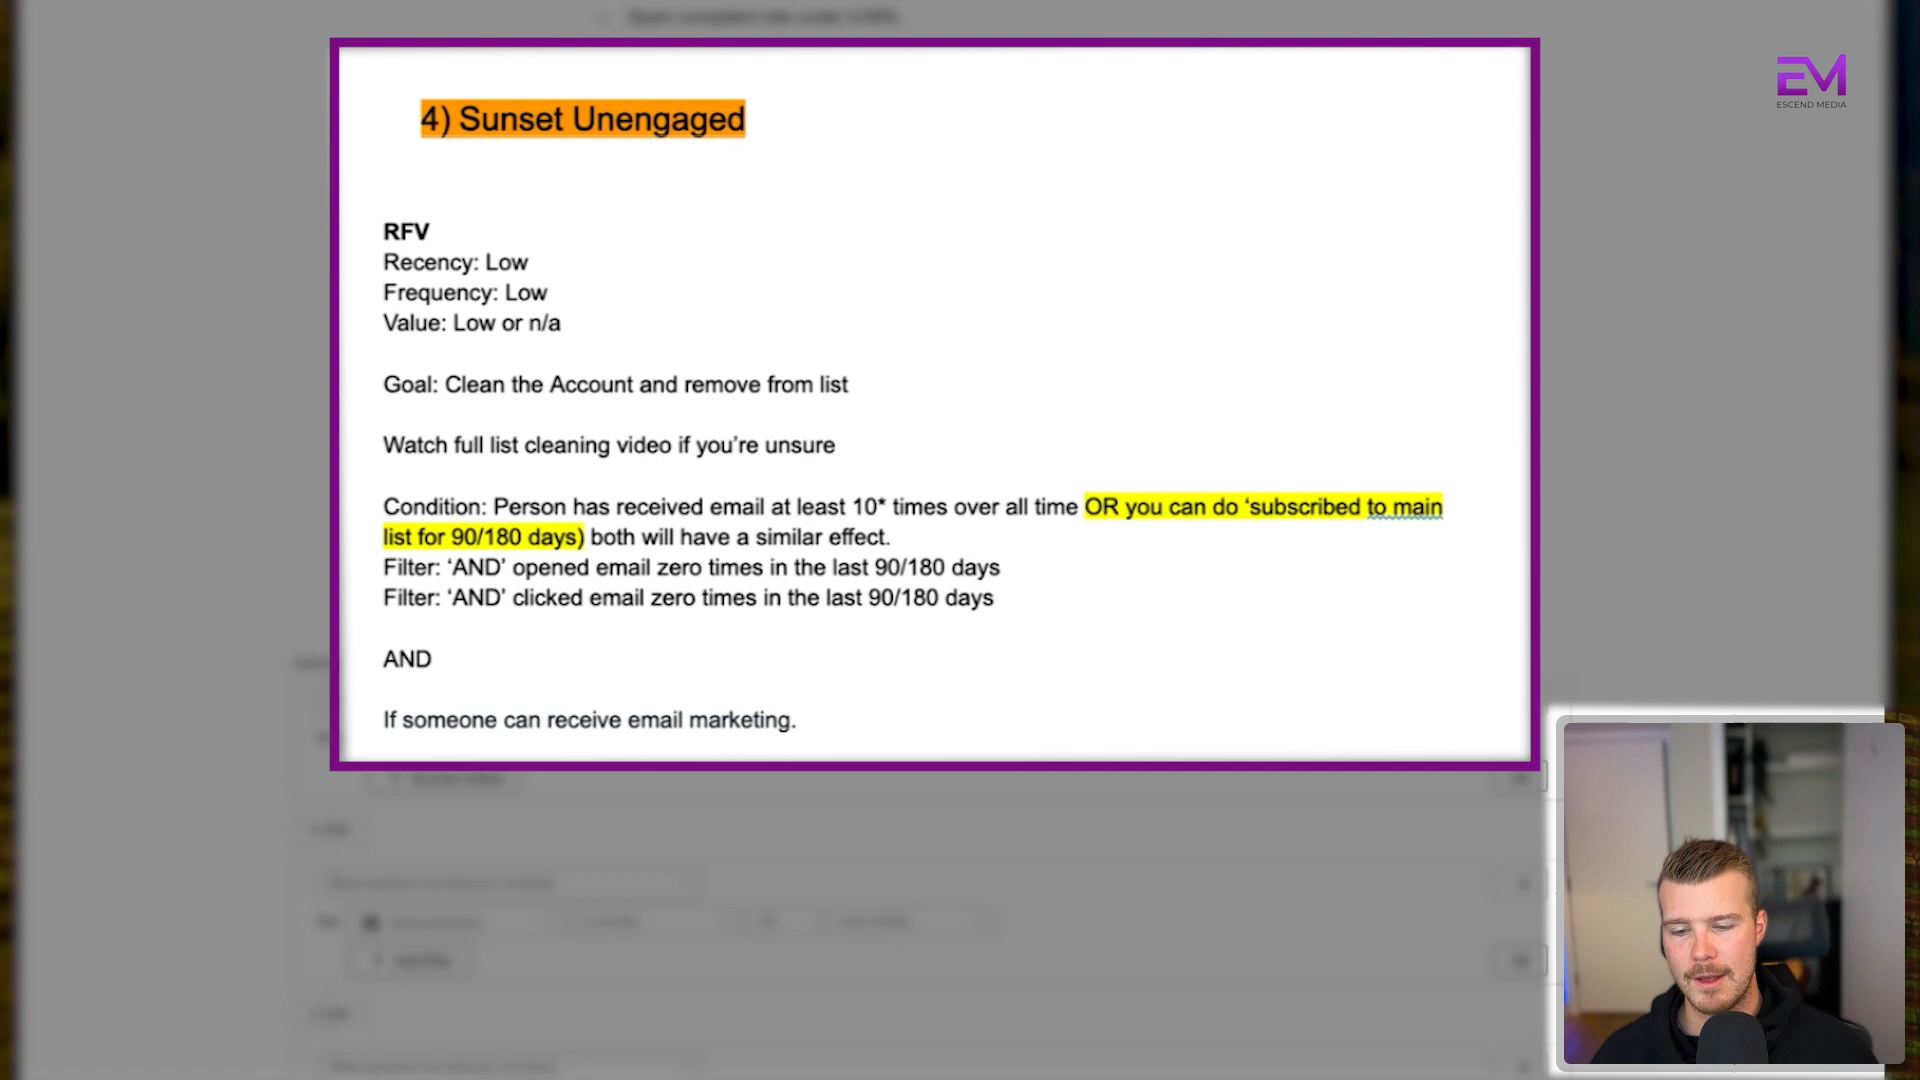 EM
ESCEND MEDIA
4) Sunset Unengaged
RFV
Recency: Low
Frequency: Low
Value: Low or n/a
Goal: Clean the Account and remove from list
Watch full list cleaning video if you’re unsure
Condition: Person has received email at least 10* times over all time OR you can do ‘subscribed to main
list for 90/180 days) both will have a similar effect.
Filter: ‘AND’ opened email zero times in the last 90/180 days
Filter: ‘AND’ clicked email zero times in the last 90/180 days
AND
If someone can receive email marketing.